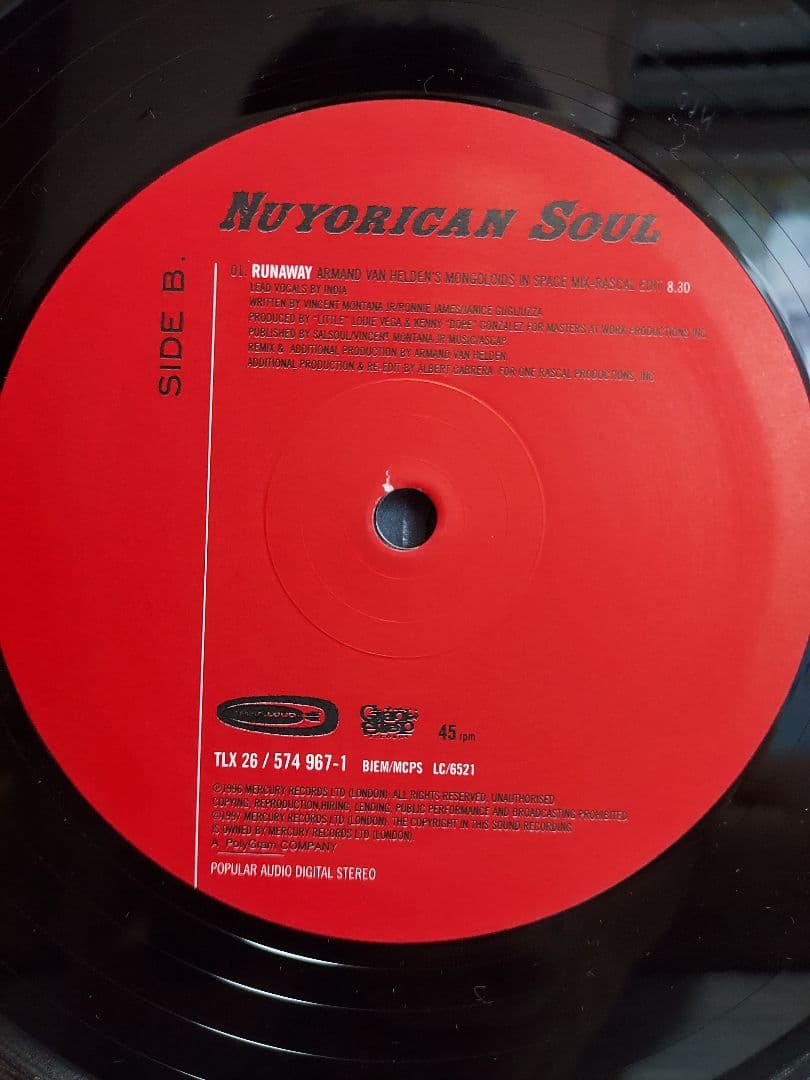 NUYORICAN SOUL
SIDE B.
01. RUNAWAY ARMAND VAN HELDEN'S MONGOLOIDS IN SPACE MIX-RASCAL EDIT 8.30
LEAD VOCALS BY INDIA
WRITTEN BY VINCENT MONTANA JR/RONNIE JAMES/JANICE GUGLIUZZA
PRODUCED BY "LITTLE" LOUIE VEGA & KENNY "DOPE" GONZALEZ FOR MASTERS AT WORK PRODUCTIONS INC
PUBLISHED BY SALSOUL/VINCENT MONTANA JR MUSIC/ASCAP
REMIX & ADDITIONAL PRODUCTION BY ARMAND VAN HELDEN
ADDITIONAL PRODUCTION & RE-EDIT BY ALBERT CABRERA FOR ONE RASCAL PRODUCTIONS, INC
45 rpm
TLX 26 / 574 967-1 BIEM/MCPS LC/6521
℗1996 MERCURY RECORDS LTD (LONDON). ALL RIGHTS RESERVED. UNAUTHORISED
COPYING, REPRODUCTION,HIRING, LENDING, PUBLIC PERFORMANCE AND BROADCASTING PROHIBITED.
©1997 MERCURY RECORDS LTD (LONDON). THE COPYRIGHT IN THIS SOUND RECORDING
IS OWNED BY MERCURY RECORDS LTD (LONDON).
A PolyGram COMPANY
POPULAR AUDIO DIGITAL STEREO